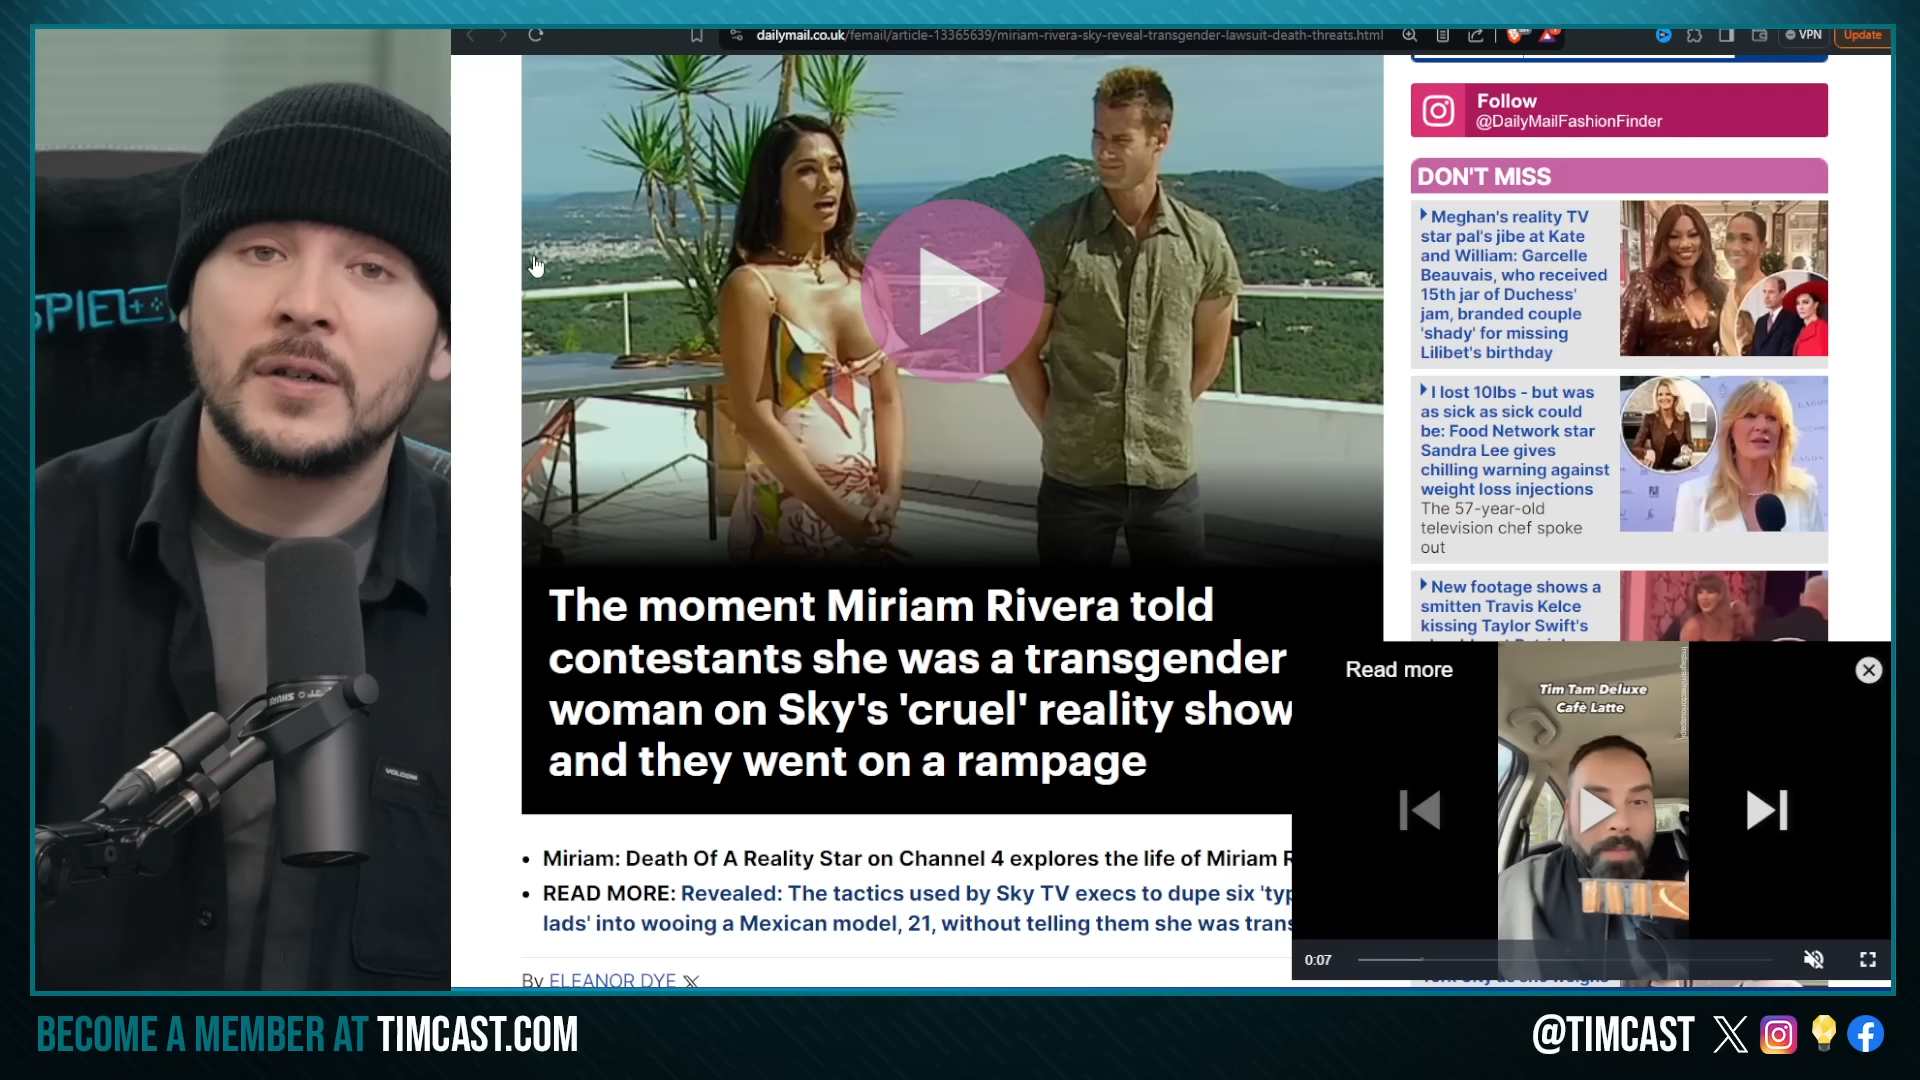 dailymail.co.uk/femail/article-13365639/miriam-rivera-sky-reveal-transgender-lawsuit-death-threats.html
VPN
Update
SPIEL
Follow
@DailyMailFashionFinder
DON'T MISS
Meghan's reality TV
star pal's jibe at Kate
and William: Garcelle
Beauvais, who received
15th jar of Duchess'
jam, branded couple
'shady' for missing
Lilibet's birthday
I lost 10lbs - but was
as sick as sick could
be: Food Network star
Sandra Lee gives
chilling warning against
weight loss injections
The 57-year-old
television chef spoke
out
New footage shows a
smitten Travis Kelce
kissing Taylor Swift's
The moment Miriam Rivera told
contestants she was a transgender
woman on Sky's 'cruel' reality show
and they went on a rampage
Read more
Tim Tam Deluxe
Cafè Latte
0:07
Miriam: Death Of A Reality Star on Channel 4 explores the life of Miriam R
READ MORE: Revealed: The tactics used by Sky TV execs to dupe six 'typ
lads' into wooing a Mexican model, 21, without telling them she was trans
By ELEANOR DYE
VOLCOM
BECOME A MEMBER AT TIMCAST.COM
@TIMCAST